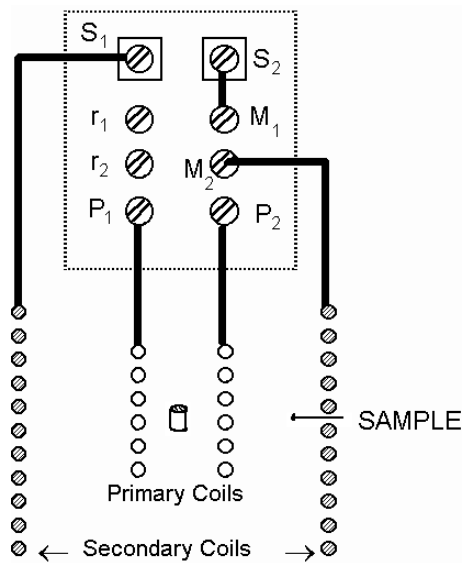 S₁ S₂
r₁ M₁
r₂ M₂
P₁ P₂
SAMPLE
Primary Coils
← Secondary Coils →